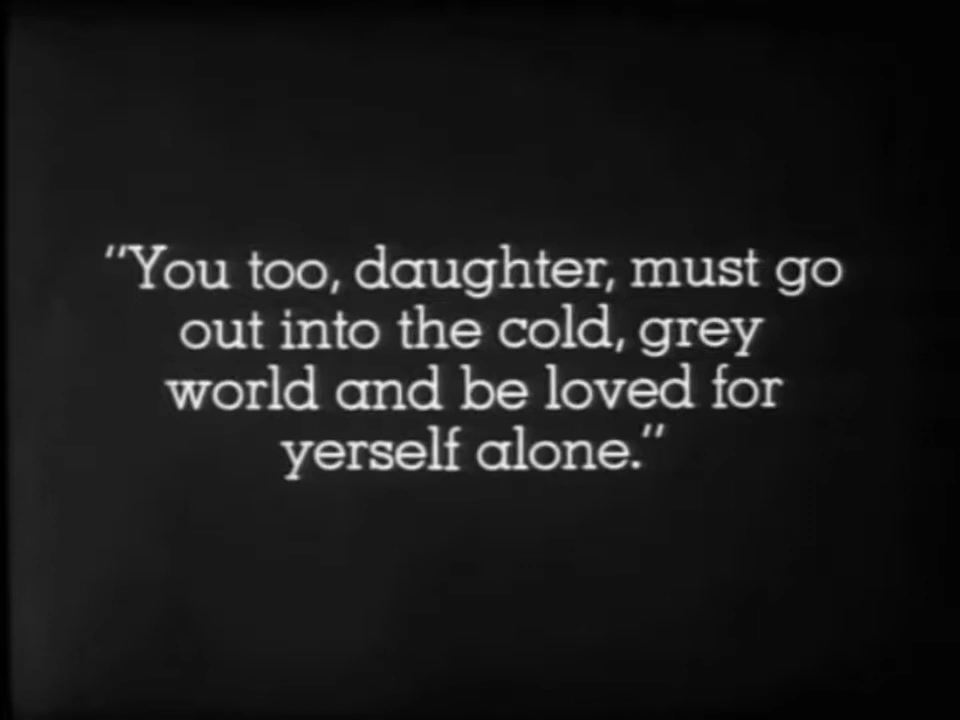 "You too, daughter, must go
out into the cold, grey
world and be loved for
yerself alone."